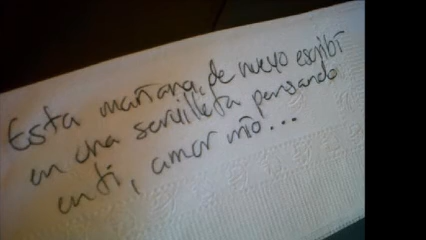 Esta mañana, de nuevo escribí
en una servilleta pensando
en ti, amor mío...